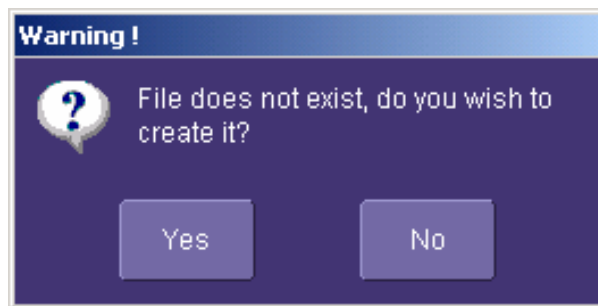 Warning !
File does not exist, do you wish to
create it?
Yes
No